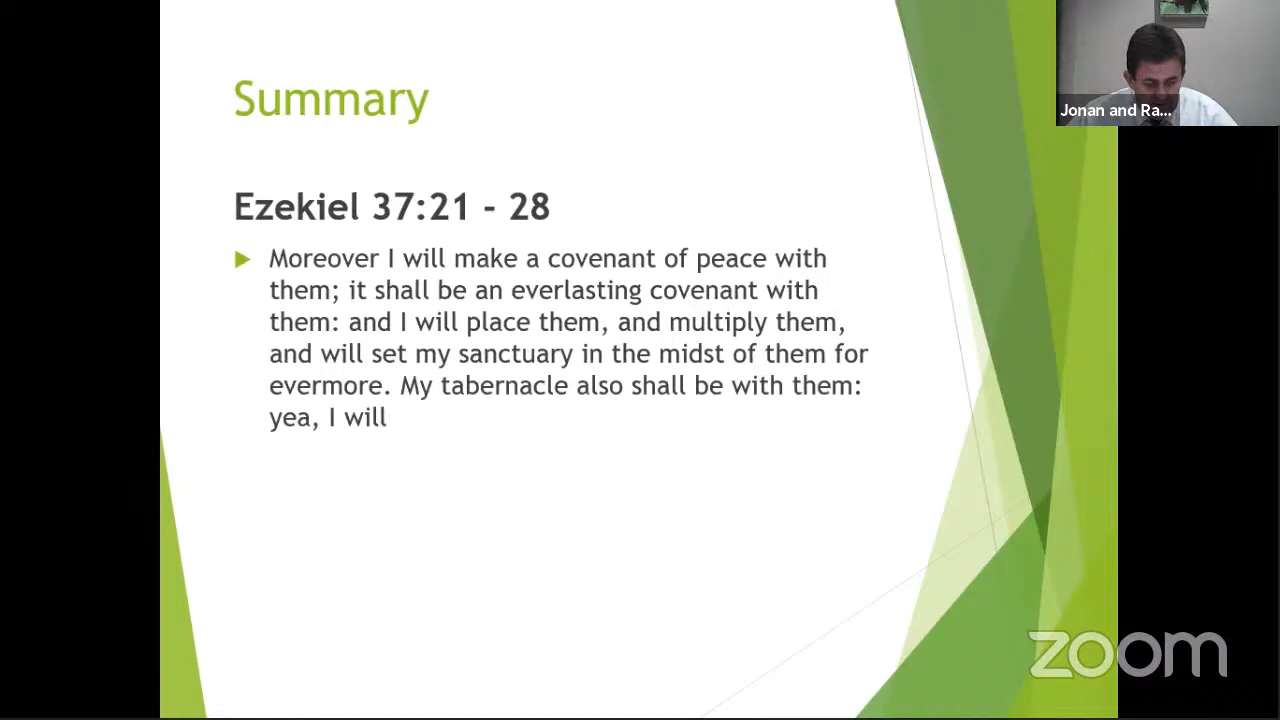 Summary
Ezekiel 37:21 - 28
Moreover I will make a covenant of peace with
them; it shall be an everlasting covenant with
them: and I will place them, and multiply them,
and will set my sanctuary in the midst of them for
evermore. My tabernacle also shall be with them:
yea, I will
Jonan and Ra...
zoom